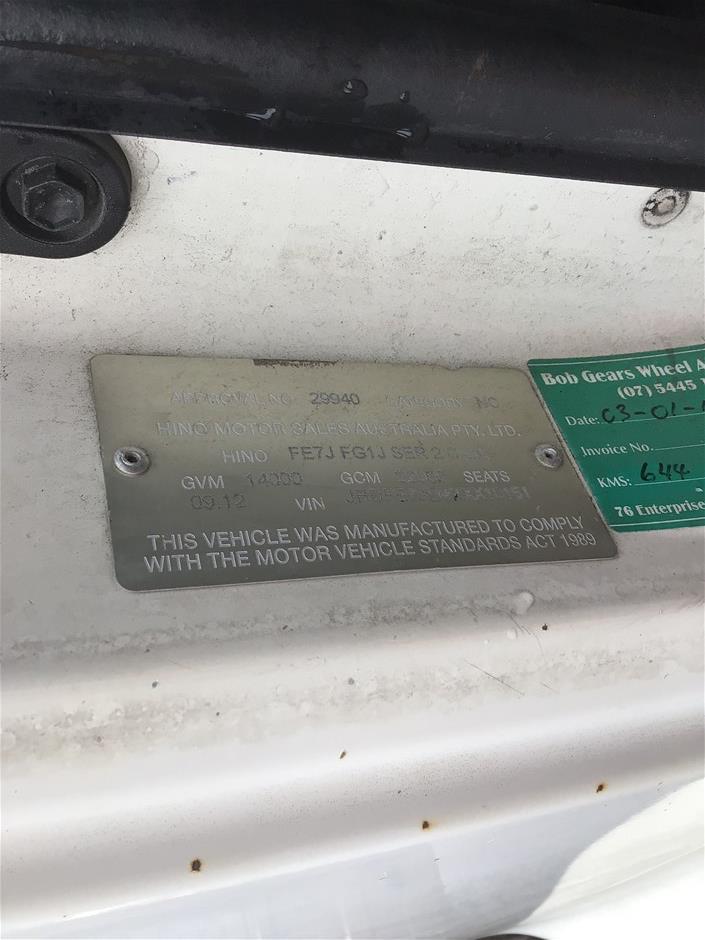 APPROVAL NO. 29940 CATEGORY NC
HINO MOTOR SALES AUSTRALIA PTY. LTD.
HINO FE7J FG1J SER 2
GVM 14000 GCM SEATS
09.12 VIN
THIS VEHICLE WAS MANUFACTURED TO COMPLY
WITH THE MOTOR VEHICLE STANDARDS ACT 1989
Bob Gears Wheel A
(07) 5445
Date: 03-01-
Invoice No.
KMS: 644
76 Enterprise